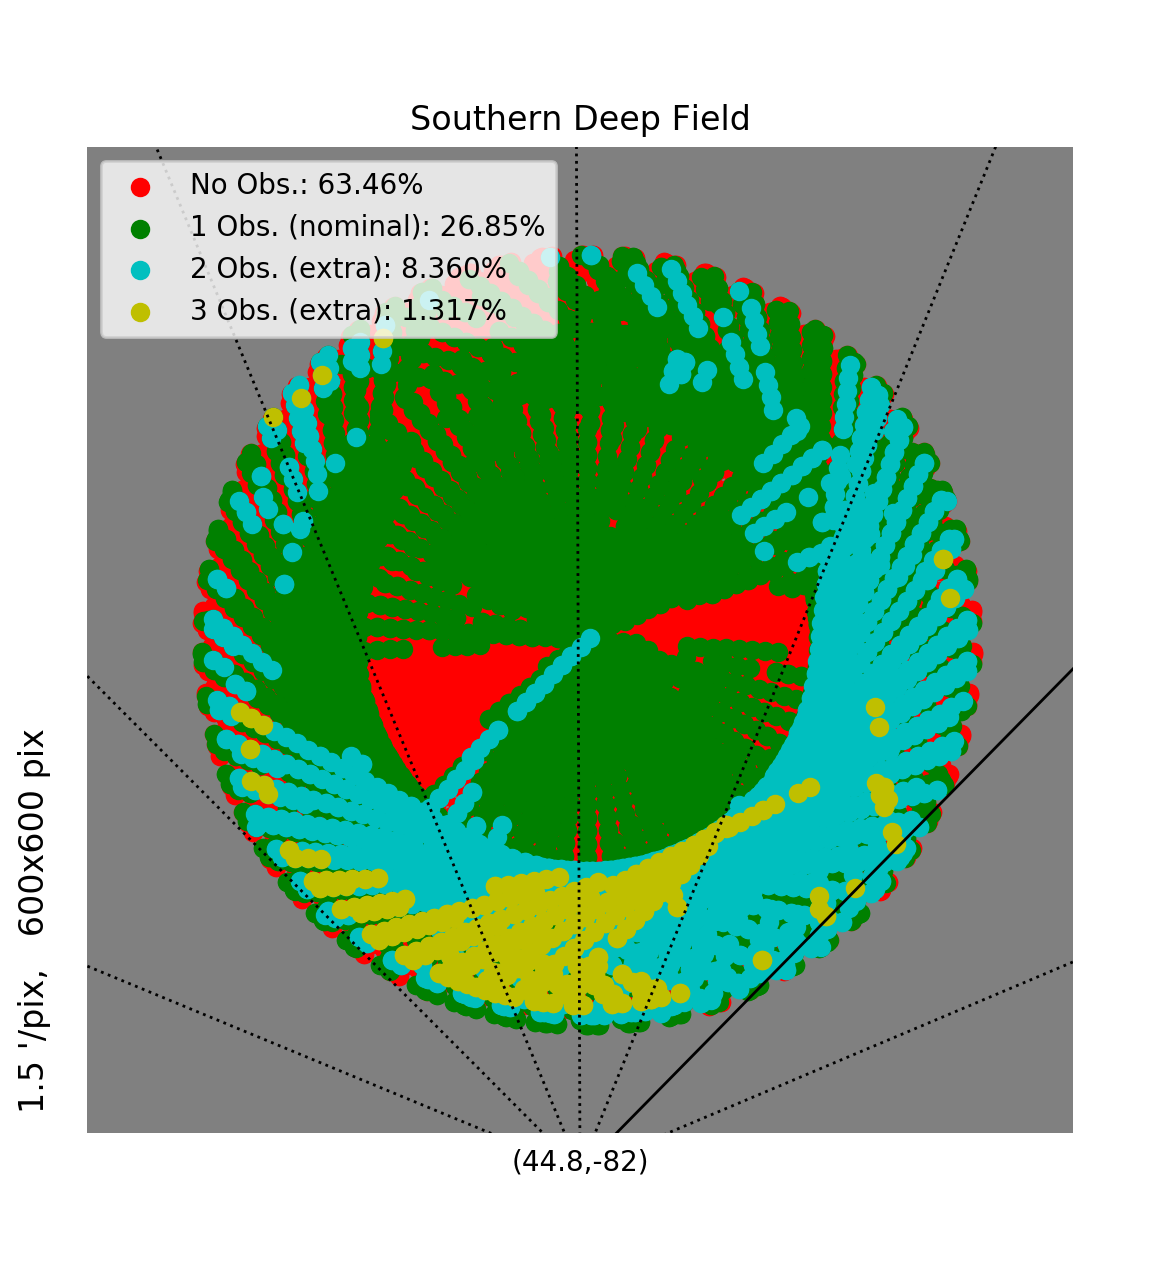 Southern Deep Field
No Obs.: 63.46%
1 Obs. (nominal): 26.85%
2 Obs. (extra): 8.360%
3 Obs. (extra): 1.317%
1.5 '/pix,   600x600 pix
(44.8,-82)